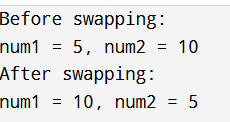 Before swapping:
num1 = 5, num2 = 10
After swapping:
num1 = 10, num2 = 5